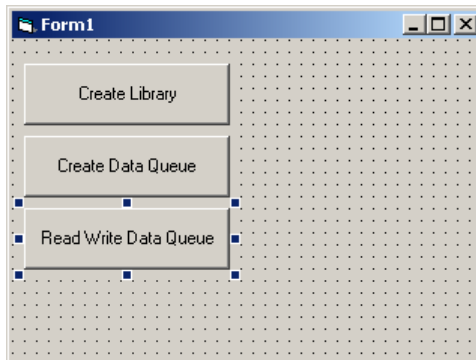 Form1
Create Library
Create Data Queue
Read Write Data Queue